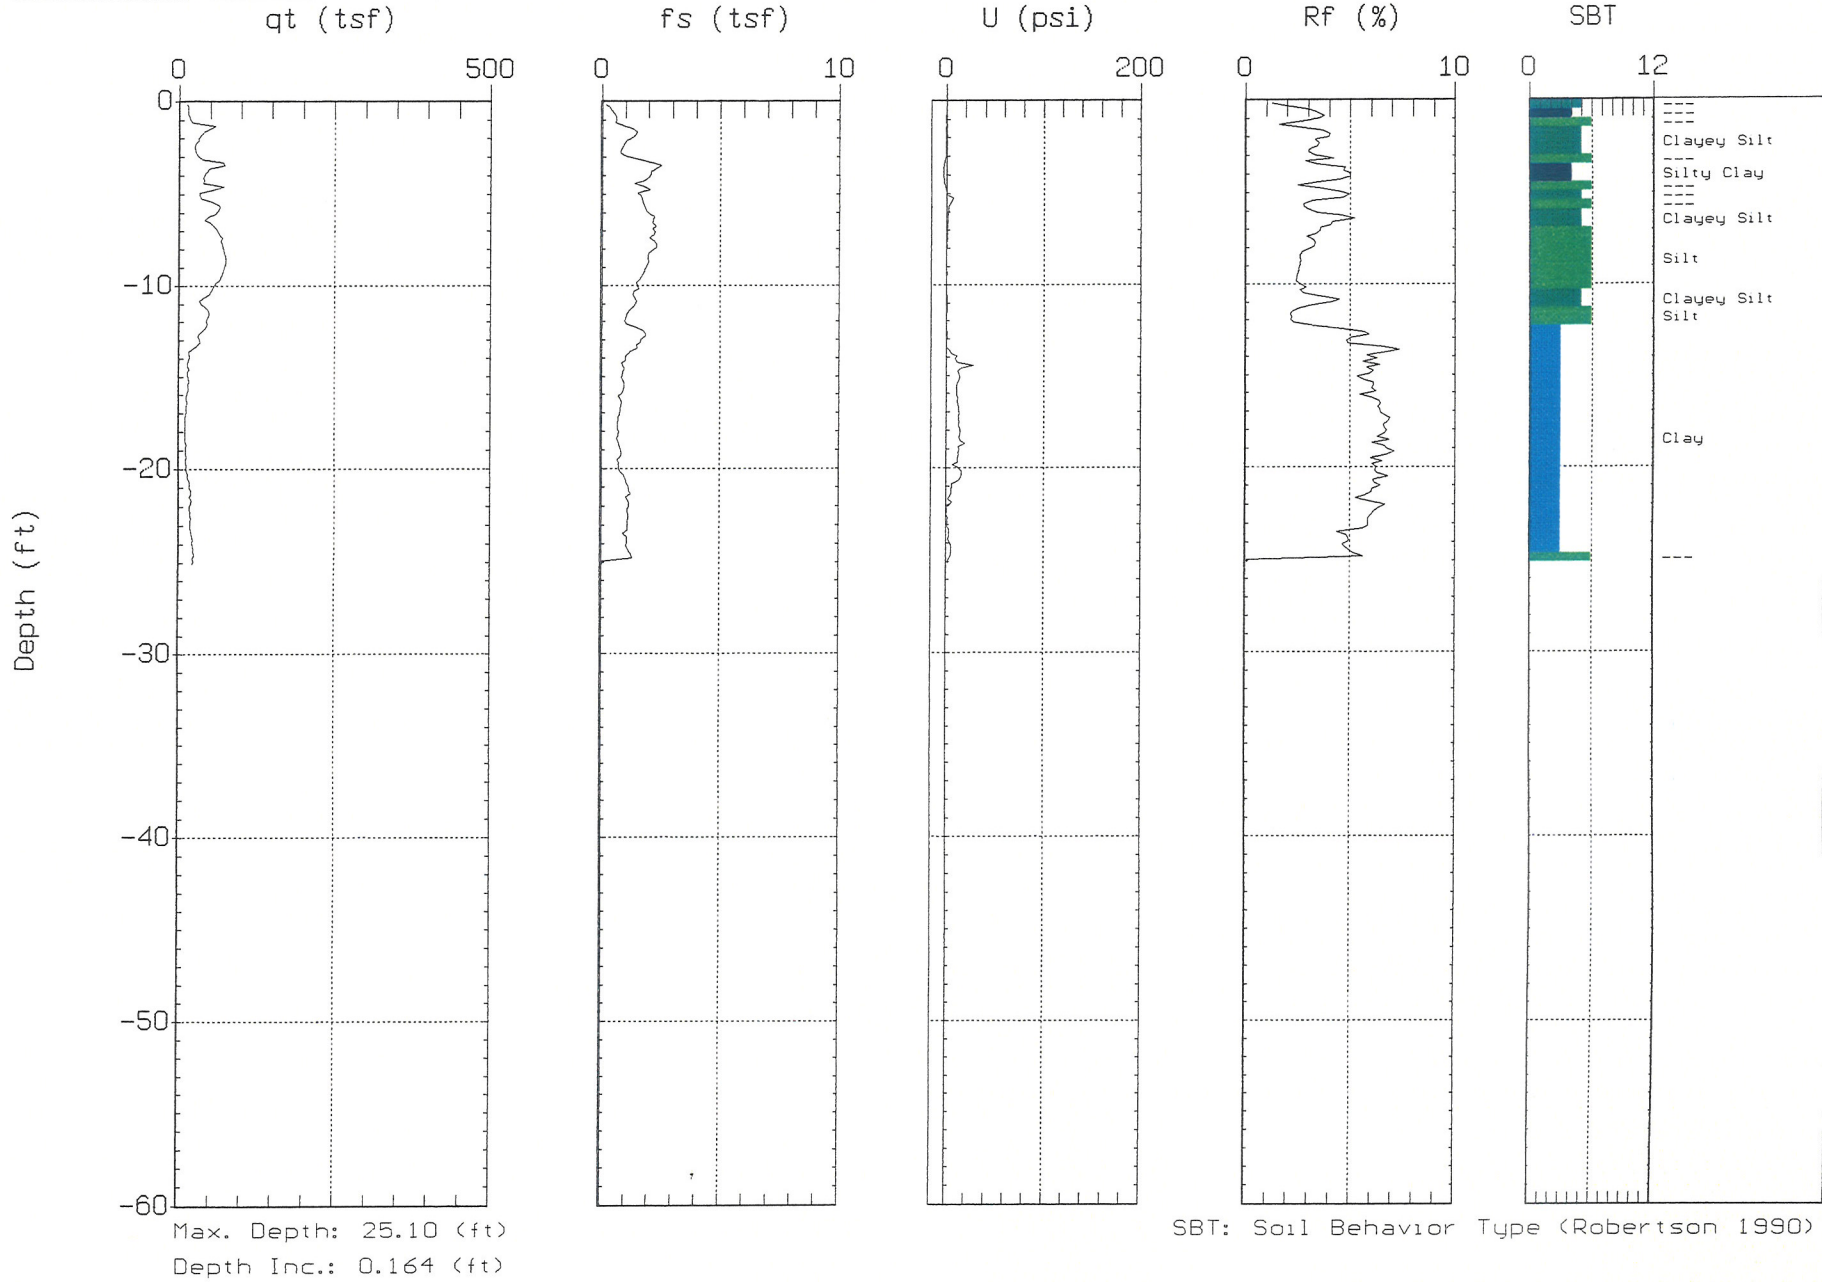 qt (tsf) fs (tsf) U (psi) Rf (%) SBT
0 500 0 10 0 200 0 10 0 12
0
---
---
---
Clayey Silt
---
Silty Clay
---
---
---
Clayey Silt
Silt
-10
Clayey Silt
Silt
Clay
-20
Depth (ft)
---
-30
-40
-50
-60
Max. Depth: 25.10 (ft)
Depth Inc.: 0.164 (ft)
SBT: Soil Behavior Type (Robertson 1990)